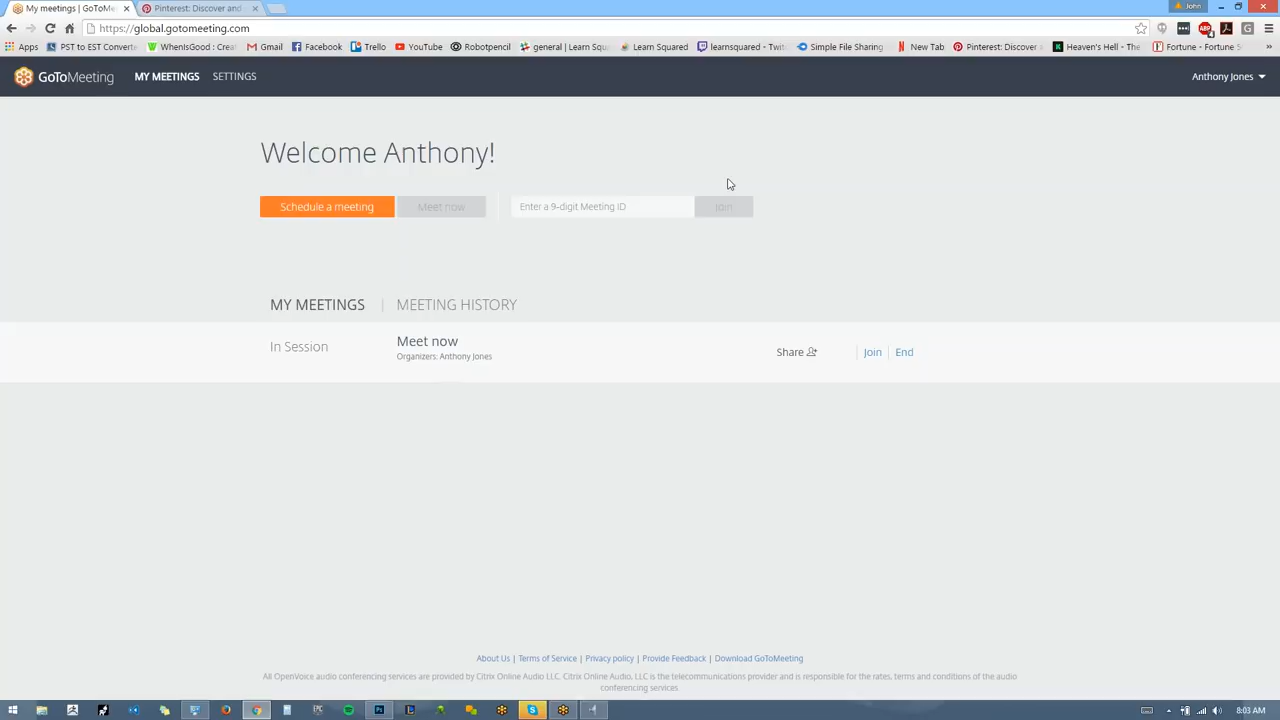 My meetings | GoToMe
Pinterest: Discover and
John
https://global.gotomeeting.com
Apps PST to EST Converte WhenIsGood : Creat Gmail Facebook Trello YouTube Robotpencil general | Learn Squ Learn Squared learnsquared - Twit Simple File Sharing New Tab Pinterest: Discover a Heaven's Hell - The Fortune - Fortune S »
GoToMeeting MY MEETINGS SETTINGS Anthony Jones
Welcome Anthony!
Schedule a meeting Meet now Enter a 9-digit Meeting ID Join
MY MEETINGS | MEETING HISTORY
In Session Meet now
Organizers: Anthony Jones
Share Join End
About Us | Terms of Service | Privacy policy | Provide Feedback | Download GoToMeeting
All OpenVoice audio conferencing services are provided by Citrix Online Audio LLC. Citrix Online Audio, LLC is the telecommunications provider and is responsible for the rates, terms and conditions of the audio
conferencing services
8:03 AM